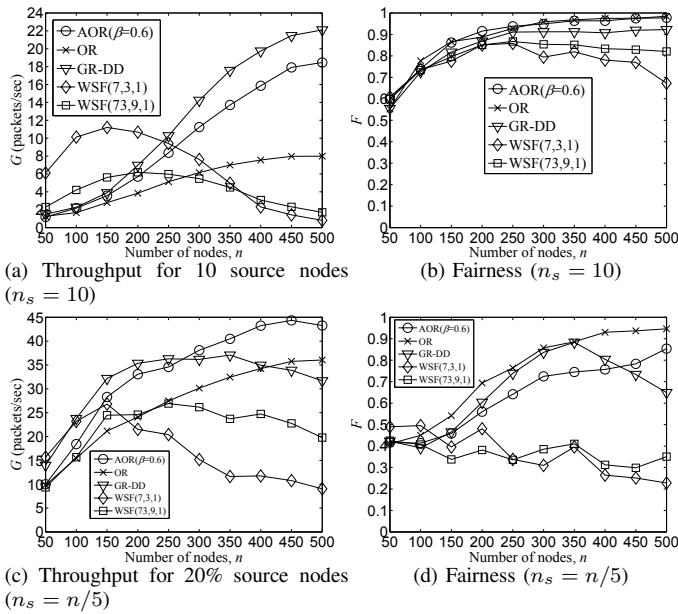 24
22
20
18
16
14
12
10
8
6
4
2
0
G (packets/sec)
AOR(β=0.6)
OR
GR-DD
WSF(7,3,1)
WSF(73,9,1)
50 100 150 200 250 300 350 400 450 500
Number of nodes, n
(a) Throughput for 10 source nodes
(n_s = 10)
1
0.9
0.8
0.7
0.6
0.5
0.4
0.3
0.2
0.1
0
F
AOR(β=0.6)
OR
GR-DD
WSF(7,3,1)
WSF(73,9,1)
50 100 150 200 250 300 350 400 450 500
Number of nodes, n
(b) Fairness (n_s = 10)
45
40
35
30
25
20
15
10
5
0
G (packets/sec)
AOR(β=0.6)
OR
GR-DD
WSF(7,3,1)
WSF(73,9,1)
50 100 150 200 250 300 350 400 450 500
Number of nodes, n
(c) Throughput for 20% source nodes
(n_s = n/5)
1
0.9
0.8
0.7
0.6
0.5
0.4
0.3
0.2
0.1
0
F
AOR(β=0.6)
OR
GR-DD
WSF(7,3,1)
WSF(73,9,1)
50 100 150 200 250 300 350 400 450 500
Number of nodes, n
(d) Fairness (n_s = n/5)